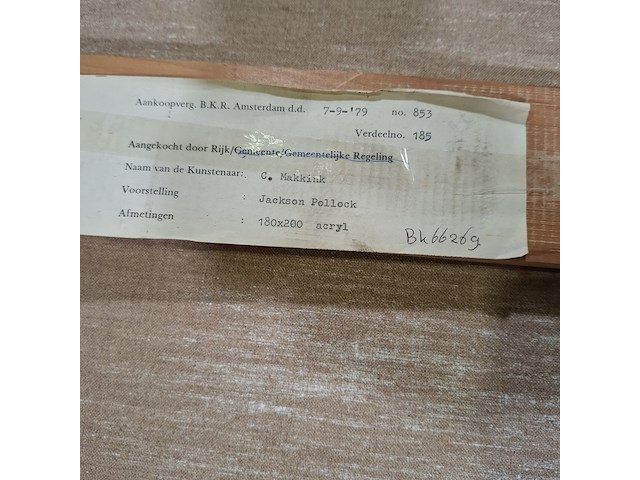 Aankoopverg. B.K.R. Amsterdam d.d. 7-9-'79 no. 853
Verdeelno. 185
Aangekocht door Rijk/Gemeente/Gemeentelijke Regeling
Naam van de Kunstenaar: C. Makkink
Voorstelling : Jackson Pollock
Afmetingen : 180x200 acryl
Bk66269